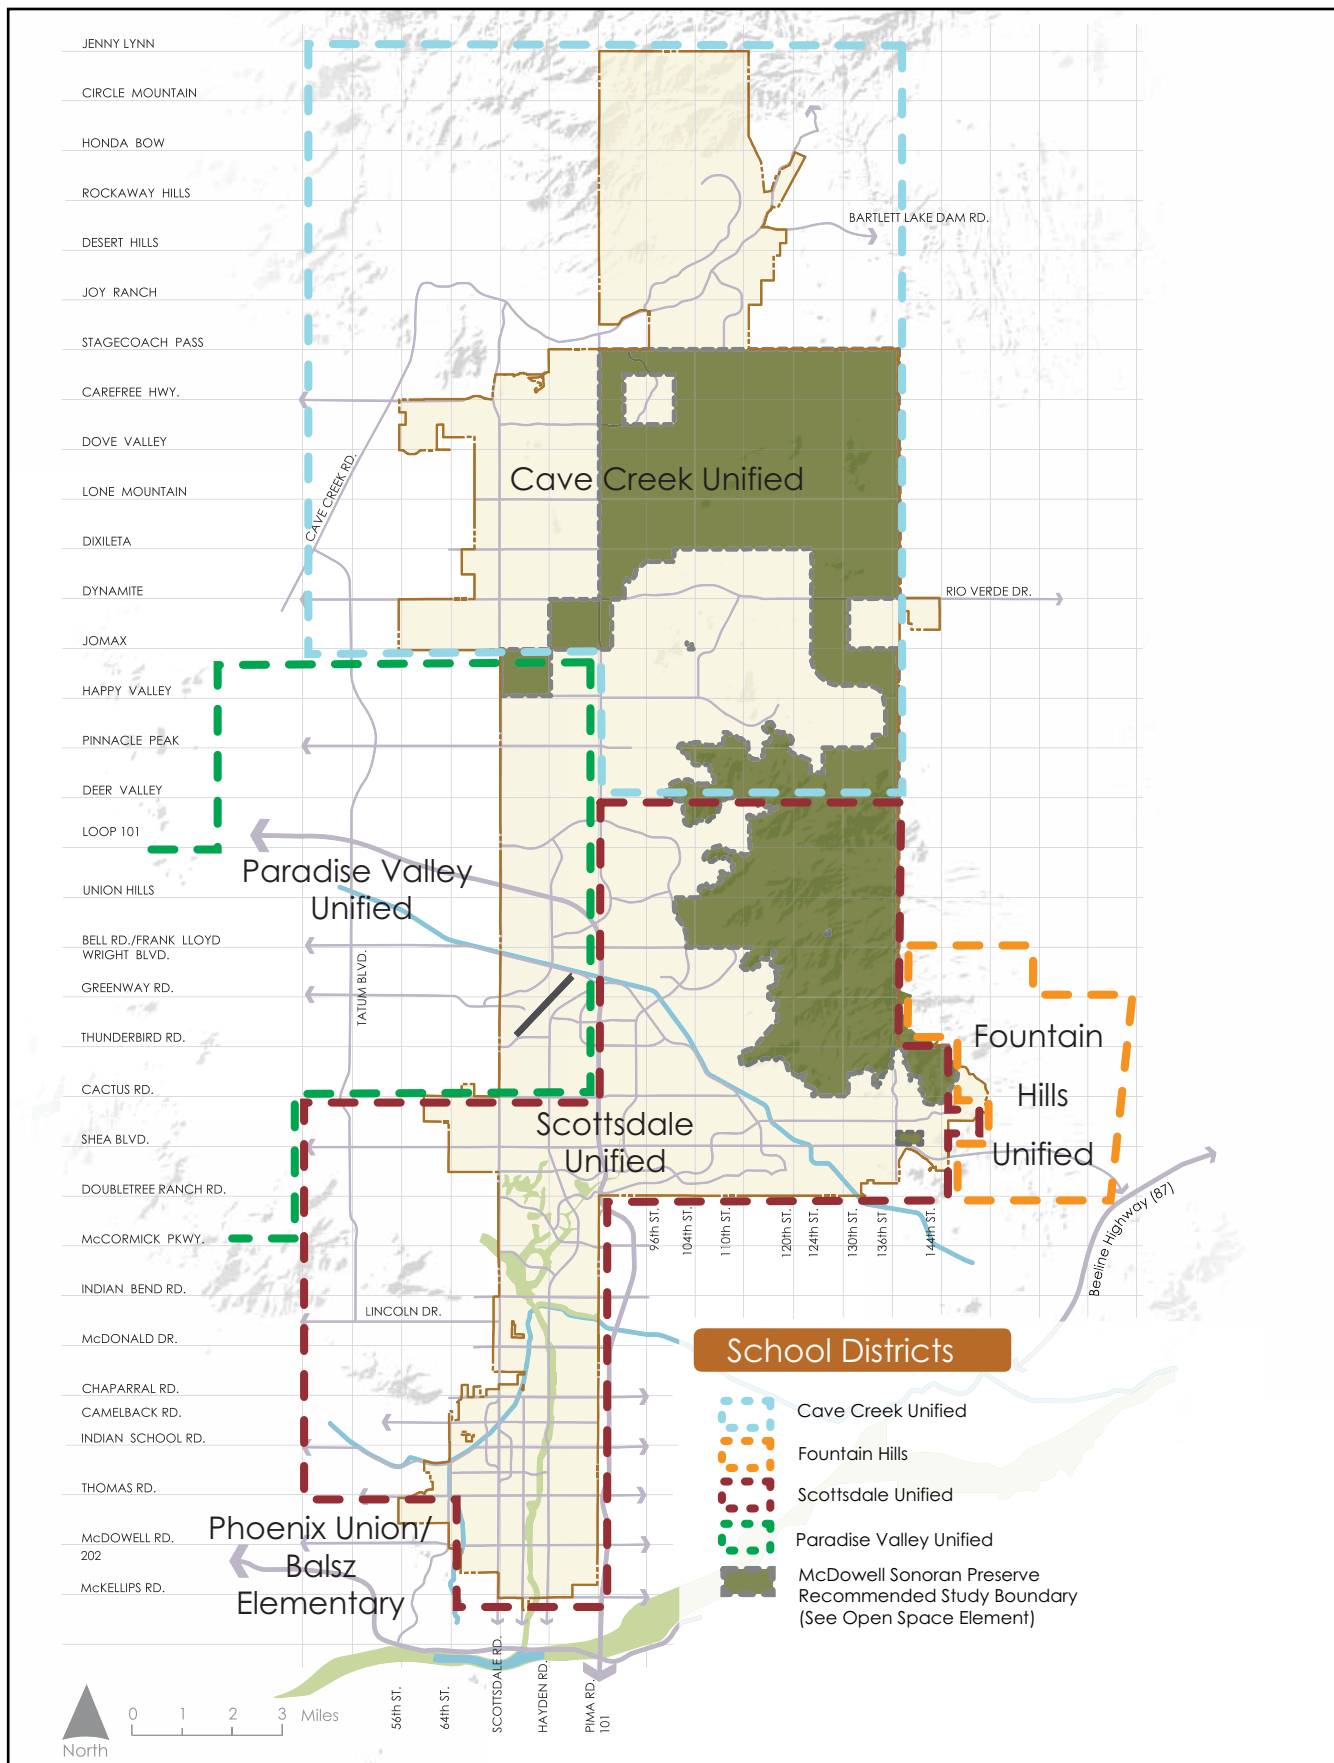 JENNY LYNN
CIRCLE MOUNTAIN
HONDA BOW
ROCKAWAY HILLS
BARTLETT LAKE DAM RD.
DESERT HILLS
JOY RANCH
STAGECOACH PASS
CAREFREE HWY.
DOVE VALLEY
CAVE CREEK RD.
Cave Creek Unified
LONE MOUNTAIN
DIXILETA
DYNAMITE
RIO VERDE DR.
JOMAX
HAPPY VALLEY
PINNACLE PEAK
DEER VALLEY
LOOP 101
Paradise Valley
Unified
UNION HILLS
BELL RD./FRANK LLOYD
WRIGHT BLVD.
TATUM BLVD.
GREENWAY RD.
THUNDERBIRD RD.
Fountain
Hills
Unified
CACTUS RD.
Scottsdale
Unified
SHEA BLVD.
DOUBLETREE RANCH RD.
McCORMICK PKWY.
96th ST.
104th ST.
110th ST.
120th ST.
124th ST.
130th ST.
136th ST.
144th ST.
Beeline Highway (87)
INDIAN BEND RD.
LINCOLN DR.
McDONALD DR.
CHAPARRAL RD.
CAMELBACK RD.
INDIAN SCHOOL RD.
THOMAS RD.
McDOWELL RD.
202
McKELLIPS RD.
Phoenix Union/
Balsz
Elementary
School Districts
Cave Creek Unified
Fountain Hills
Scottsdale Unified
Paradise Valley Unified
McDowell Sonoran Preserve
Recommended Study Boundary
(See Open Space Element)
56th ST.
64th ST.
SCOTTSDALE RD.
HAYDEN RD.
PIMA RD.
101
0 1 2 3 Miles
North